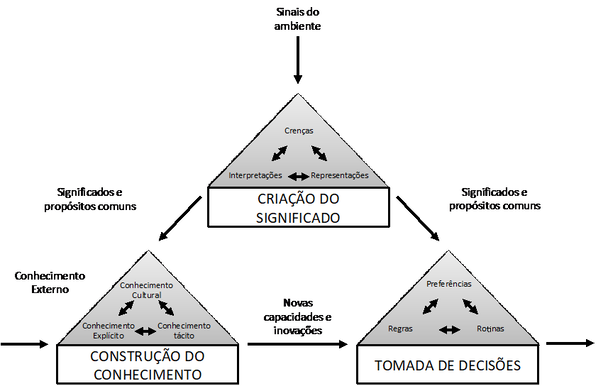 Sinais do
ambiente
Crenças
Interpretações
Representações
CRIAÇÃO DO
SIGNIFICADO
Significados e
propósitos comuns
Significados e
propósitos comuns
Conhecimento
Externo
Conhecimento
Cultural
Conhecimento
Explícito
Conhecimento
tácito
CONSTRUÇÃO DO
CONHECIMENTO
Novas
capacidades e
inovações
Preferências
Regras
Rotinas
TOMADA DE DECISÕES